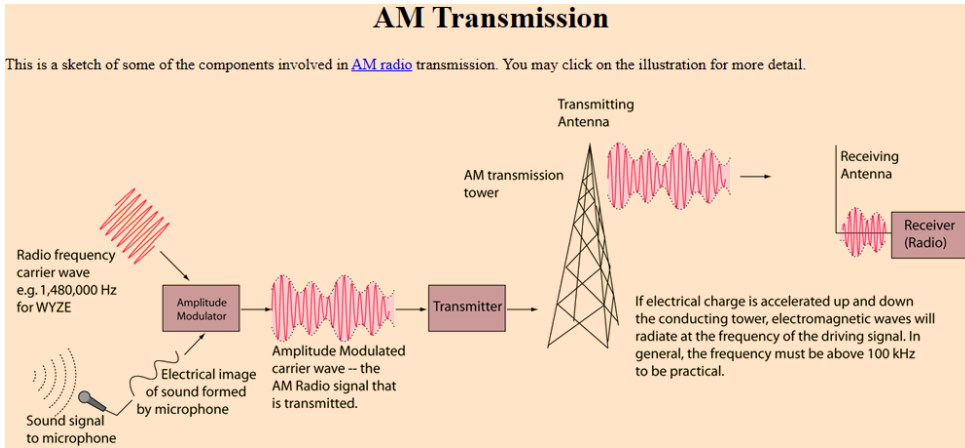 AM Transmission
This is a sketch of some of the components involved in AM radio transmission. You may click on the illustration for more detail.
Transmitting
Antenna
AM transmission
tower
Receiving
Antenna
Receiver
(Radio)
Radio frequency
carrier wave
e.g. 1,480,000 Hz
for WYZE
Amplitude
Modulator
Transmitter
If electrical charge is accelerated up and down
the conducting tower, electromagnetic waves will
radiate at the frequency of the driving signal. In
general, the frequency must be above 100 kHz
to be practical.
Amplitude Modulated
carrier wave -- the
AM Radio signal that
is transmitted.
Electrical image
of sound formed
by microphone
Sound signal
to microphone